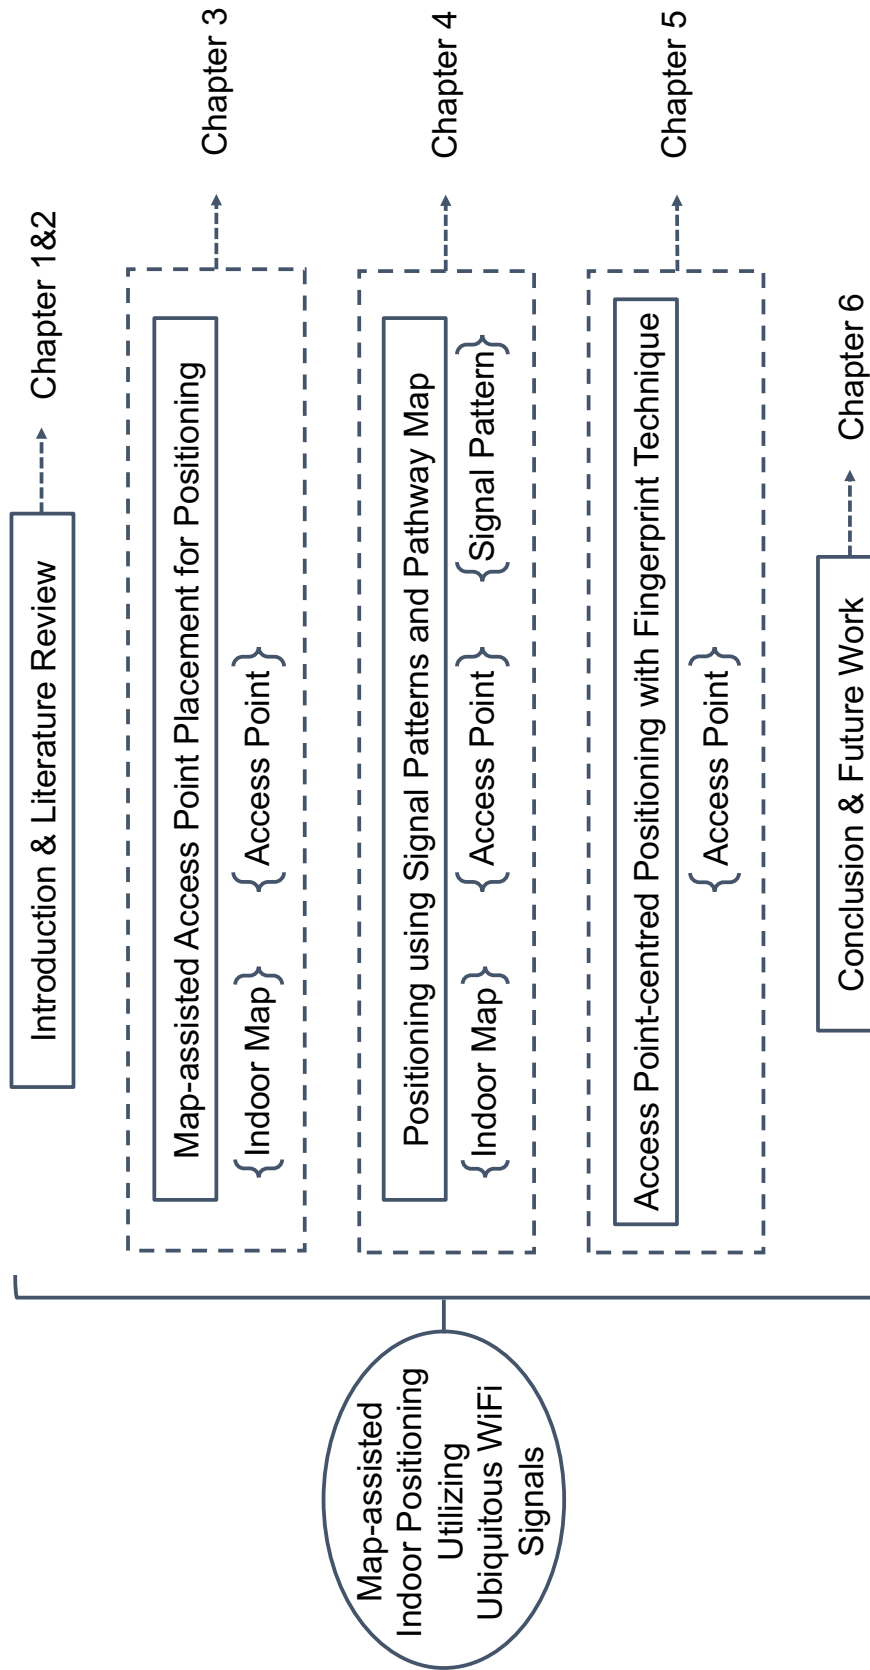 Map-assisted
Indoor Positioning
Utilizing
Ubiquitous WiFi
Signals
Introduction & Literature Review
Chapter 1&2
Map-assisted Access Point Placement for Positioning
{Indoor Map} {Access Point}
Chapter 3
Positioning using Signal Patterns and Pathway Map
{Indoor Map} {Access Point} {Signal Pattern}
Chapter 4
Access Point-centred Positioning with Fingerprint Technique
{Access Point}
Chapter 5
Conclusion & Future Work
Chapter 6